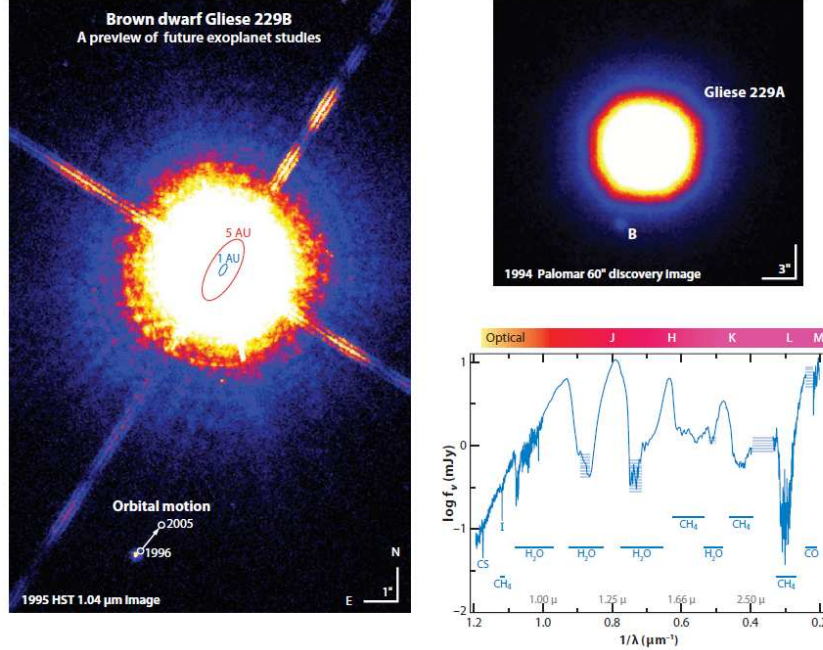 Brown dwarf Gliese 229B
A preview of future exoplanet studies
5 AU
1 AU
Orbital motion
2005
1996
N
E
1"
1995 HST 1.04 μm Image
Gliese 229A
B
1994 Palomar 60" discovery image
3"
Optical J H K L M
1
0
−1
−2
log fν (mJy)
CS
I
CH4
H2O
H2O
H2O
CH4
H2O
CH4
CH4
CO
1.00 μ 1.25 μ 1.66 μ 2.50 μ
1.2 1.0 0.8 0.6 0.4 0.2
1/λ (μm⁻¹)